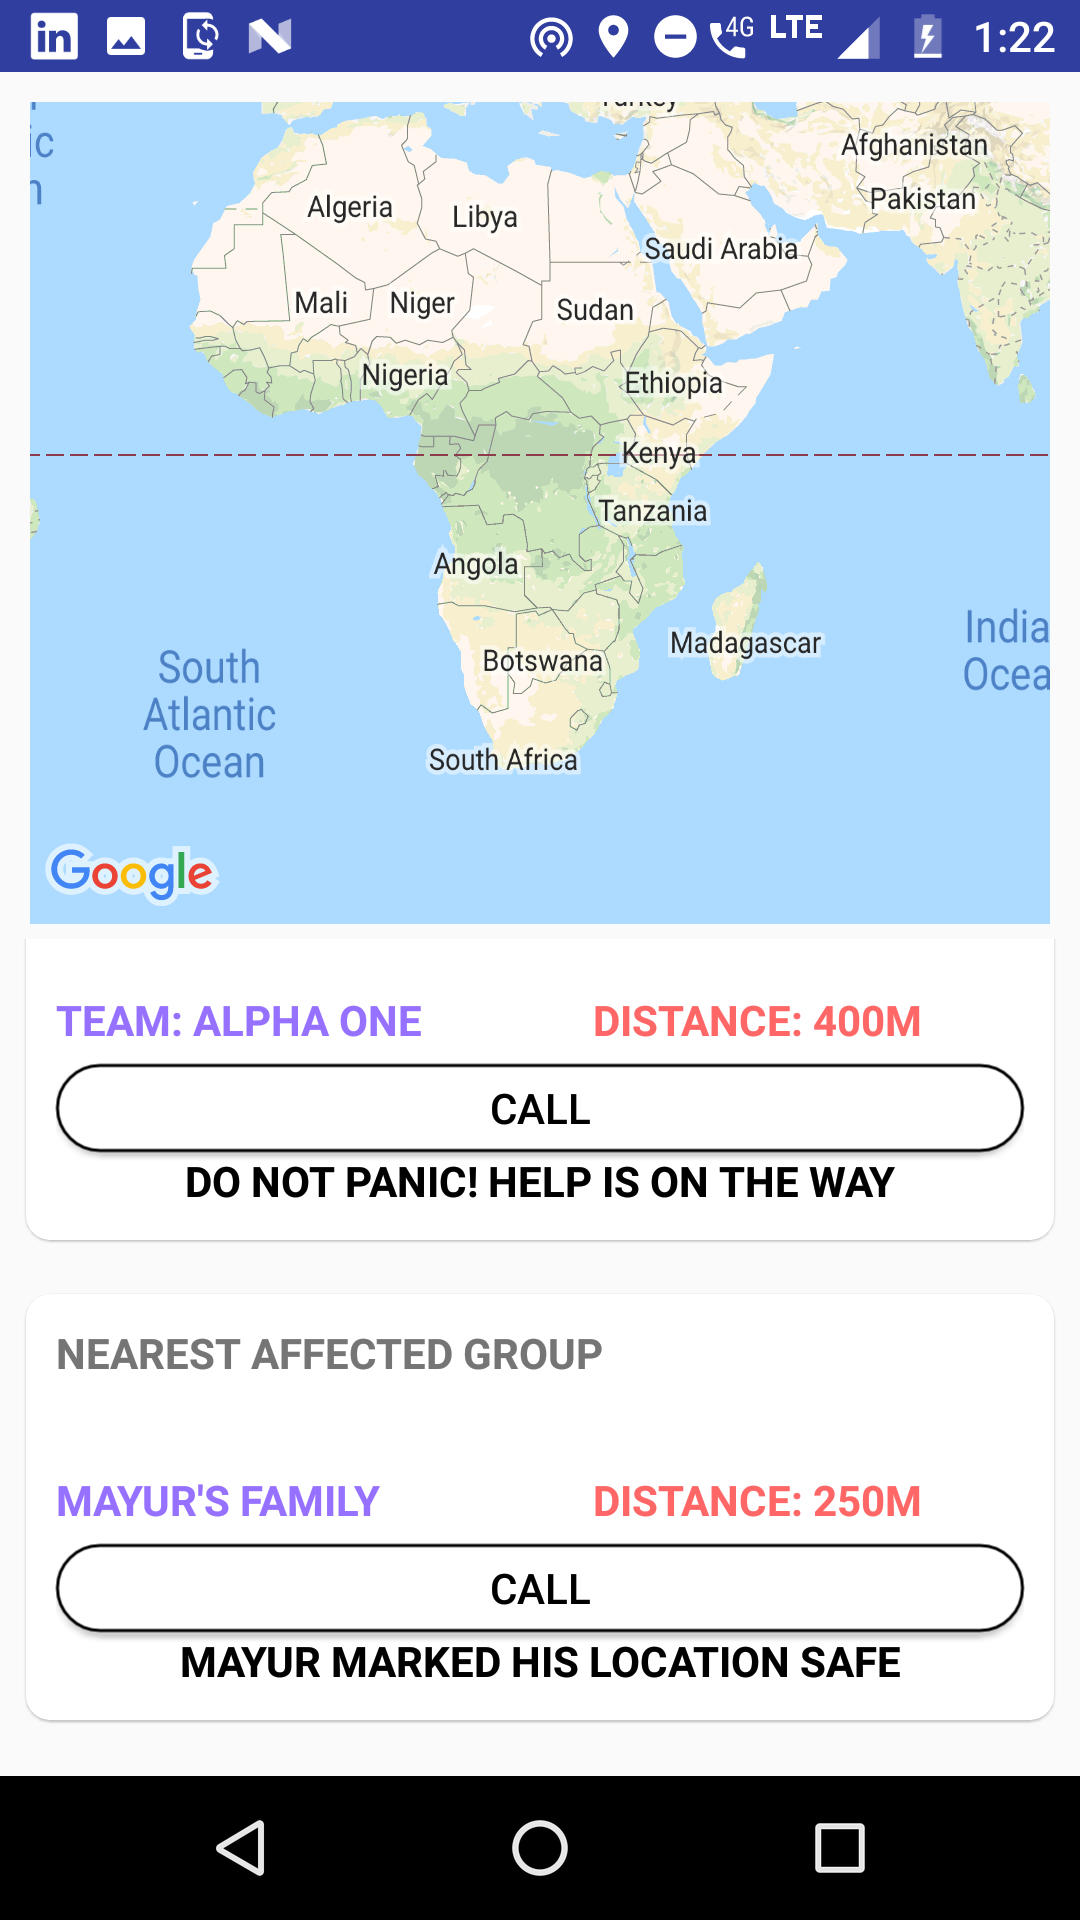 in
4G
LTE
1:22
ic
Turkey
Afghanistan
Pakistan
Algeria
Libya
Saudi Arabia
Mali
Niger
Sudan
Nigeria
Ethiopia
Kenya
Tanzania
Angola
Madagascar
Botswana
South
Atlantic
Ocean
India
Ocea
South Africa
Google
TEAM: ALPHA ONE
DISTANCE: 400M
CALL
DO NOT PANIC! HELP IS ON THE WAY
NEAREST AFFECTED GROUP
MAYUR'S FAMILY
DISTANCE: 250M
CALL
MAYUR MARKED HIS LOCATION SAFE